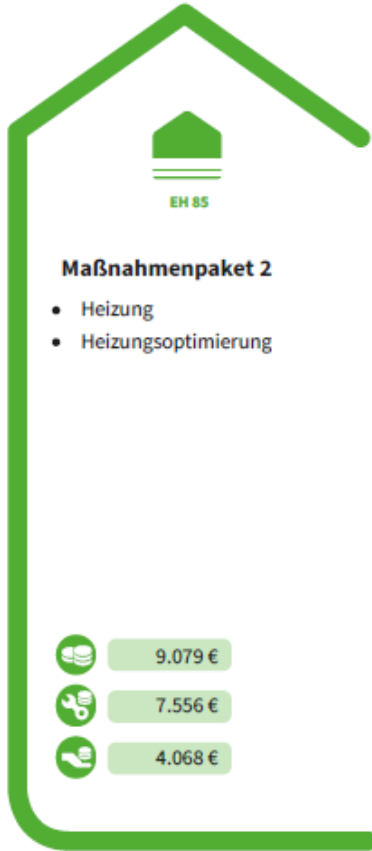 EH 85
Maßnahmenpaket 2
• Heizung
• Heizungsoptimierung
9.079 €
7.556 €
4.068 €